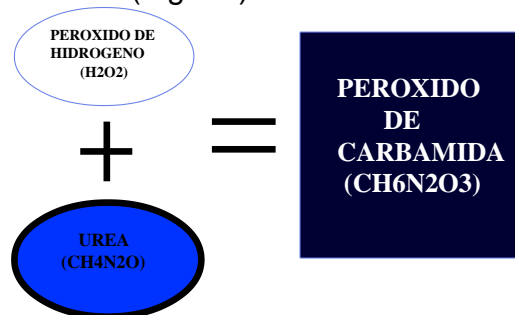 PEROXIDO DE
HIDROGENO
(H2O2)
+
UREA
(CH4N2O)
=
PEROXIDO
DE
CARBAMIDA
(CH6N2O3)